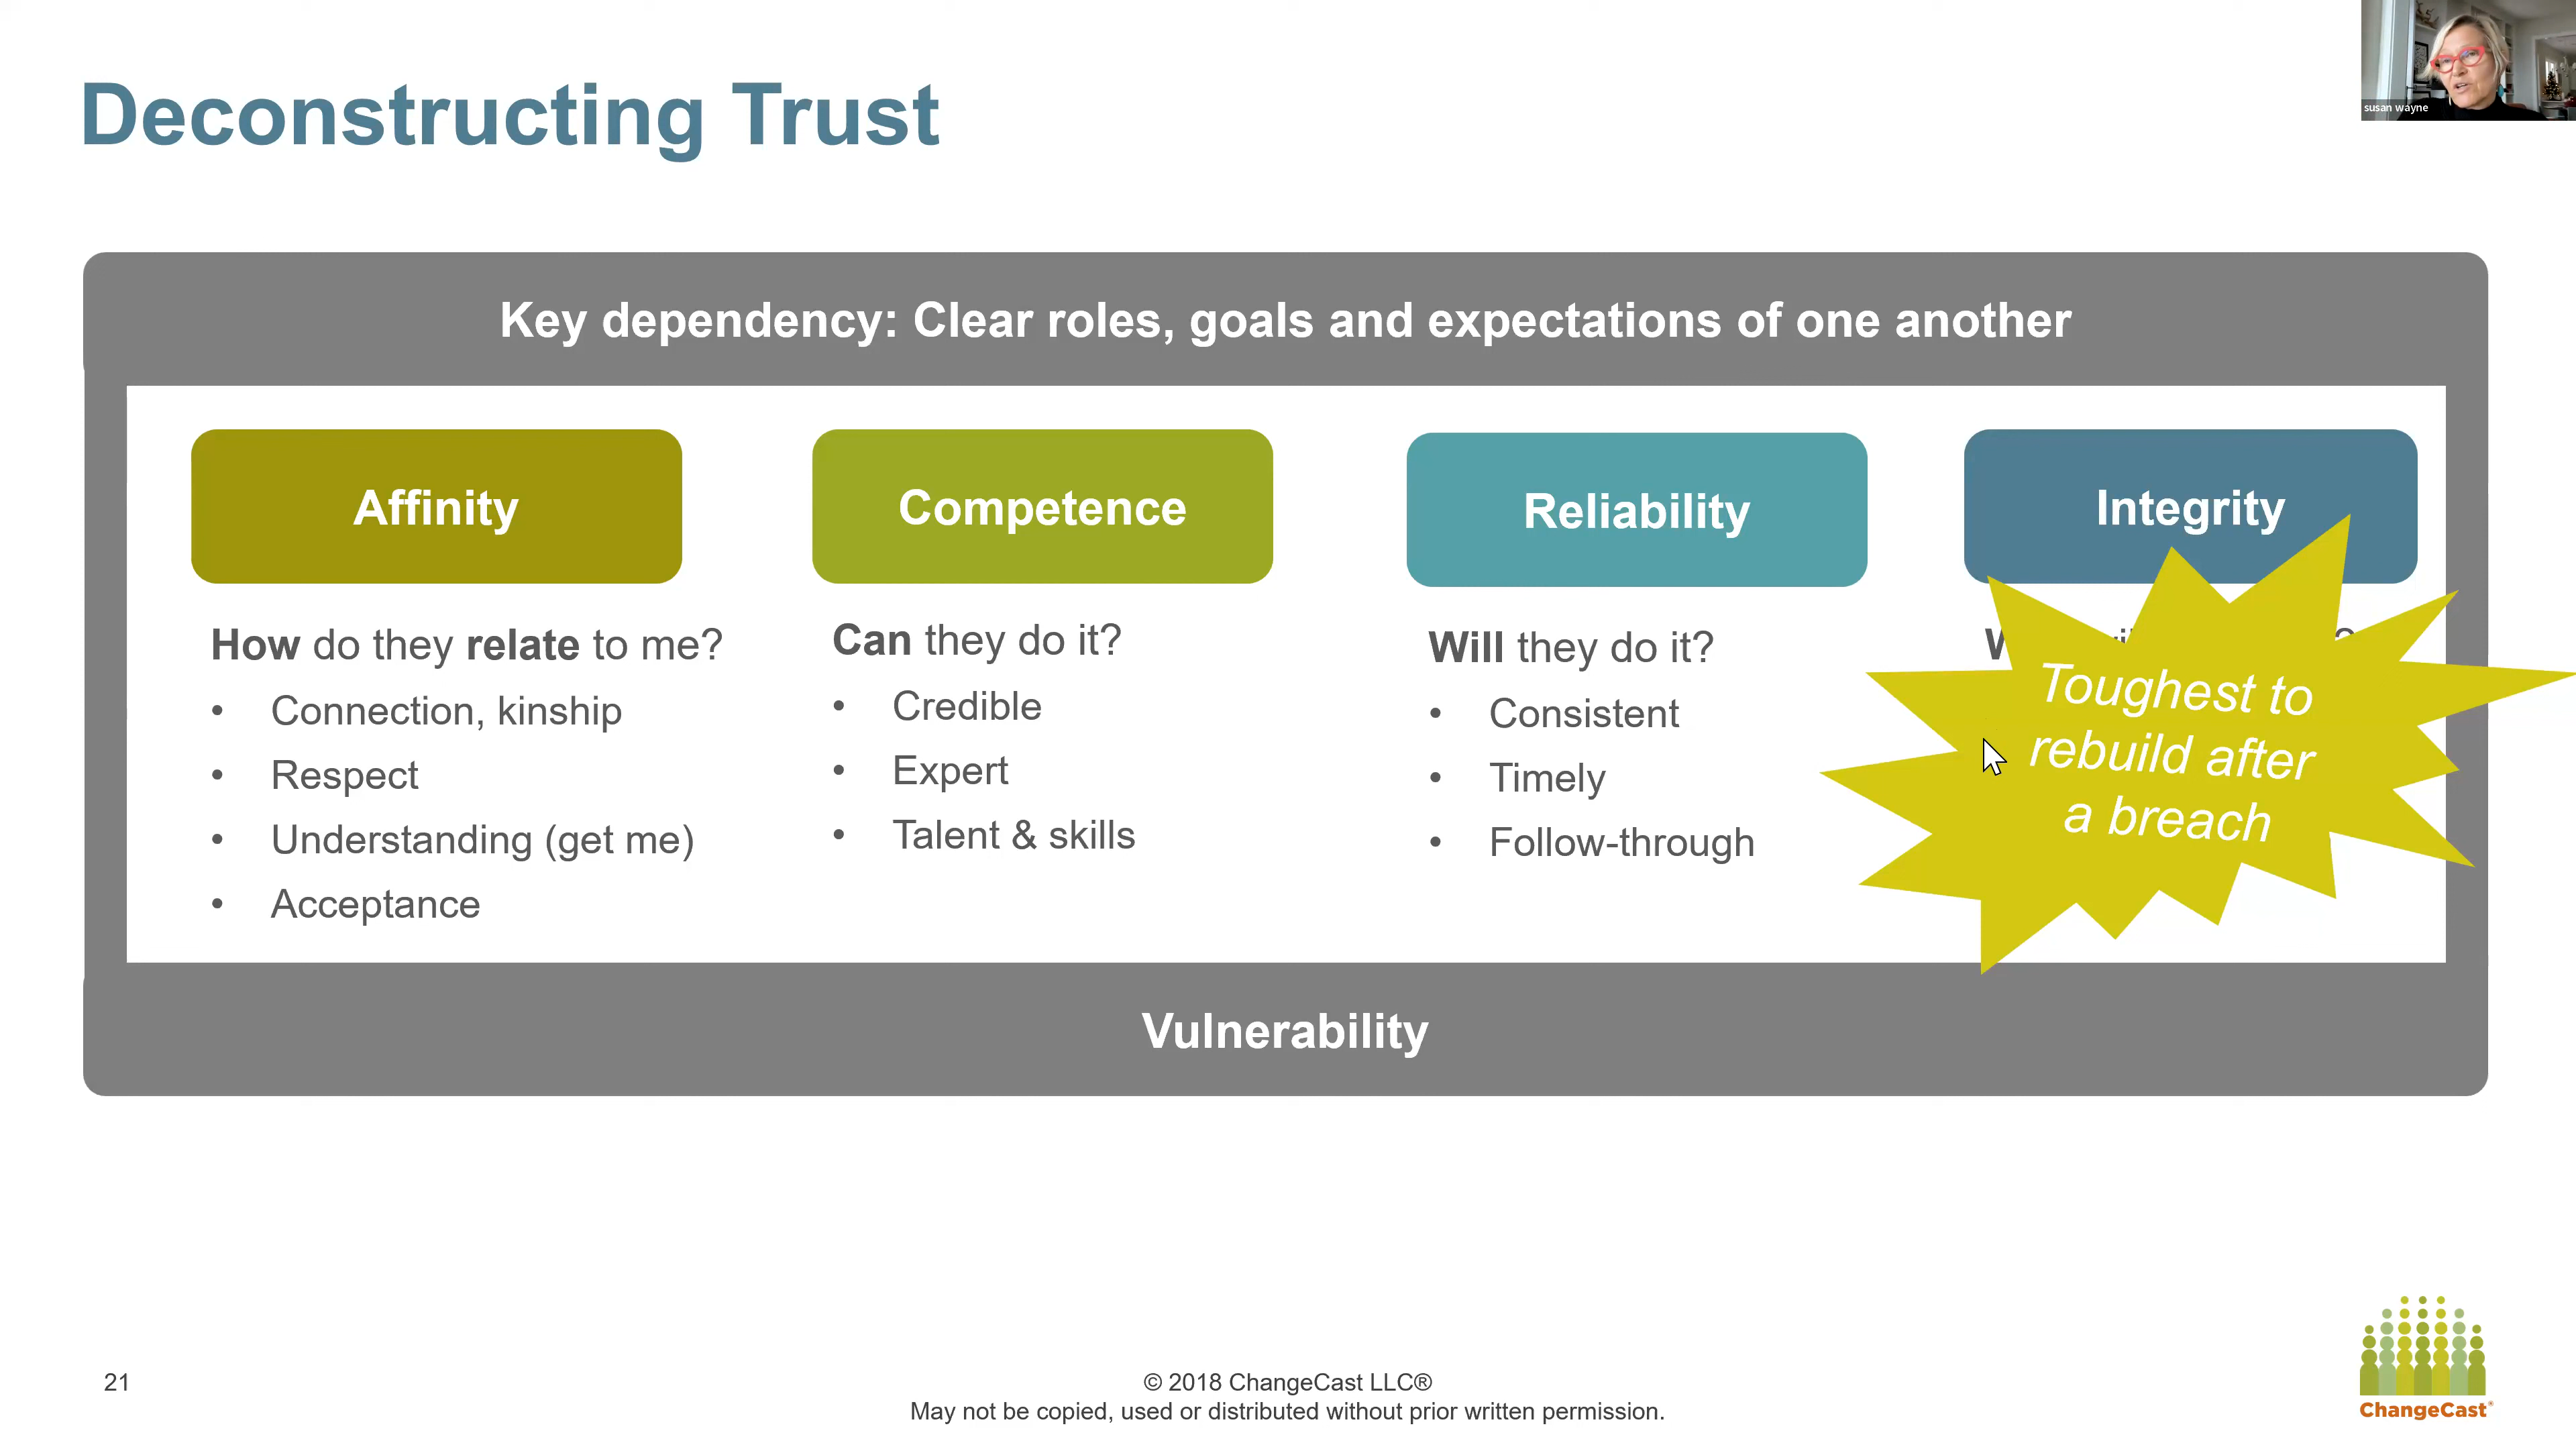 Deconstructing Trust
susan wayne
Key dependency: Clear roles, goals and expectations of one another
Affinity
How do they relate to me?
• Connection, kinship
• Respect
• Understanding (get me)
• Acceptance
Competence
Can they do it?
• Credible
• Expert
• Talent & skills
Reliability
Will they do it?
• Consistent
• Timely
• Follow-through
Integrity
Toughest to
rebuild after
a breach
Vulnerability
21
© 2018 ChangeCast LLC®
May not be copied, used or distributed without prior written permission.
ChangeCast®